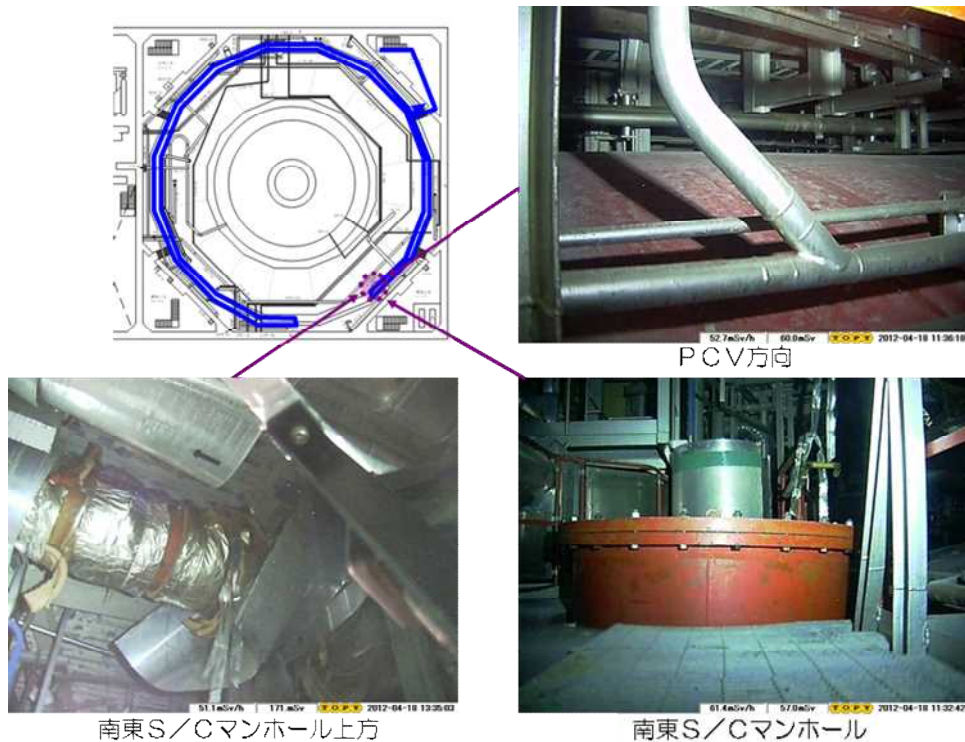 52.7mSv/h 60.0mSv TOPY 2012-04-18 11:36:18
PCV方向
51.1mSv/h 171.mSv TOPY 2012-04-18 13:35:03
南東S/Cマンホール上方
61.4mSv/h 57.0mSv TOPY 2012-04-18 11:32:42
南東S/Cマンホール